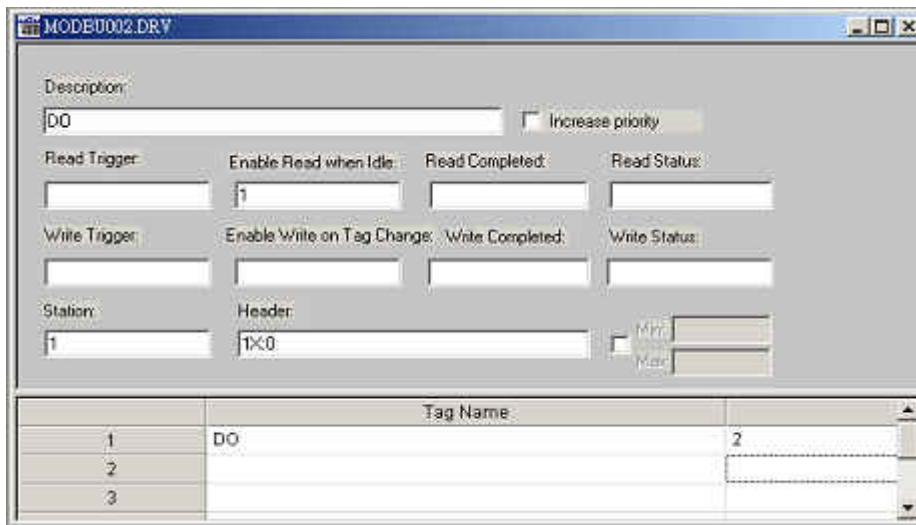 MODBU002.DRV
Description:
DO
Increase priority
Read Trigger: Enable Read when Idle: Read Completed: Read Status:
1
Write Trigger: Enable Write on Tag Change: Write Completed: Write Status:
Station: Header:
1 1X:0
Min:
Max:
Tag Name
1 DO 2
2
3